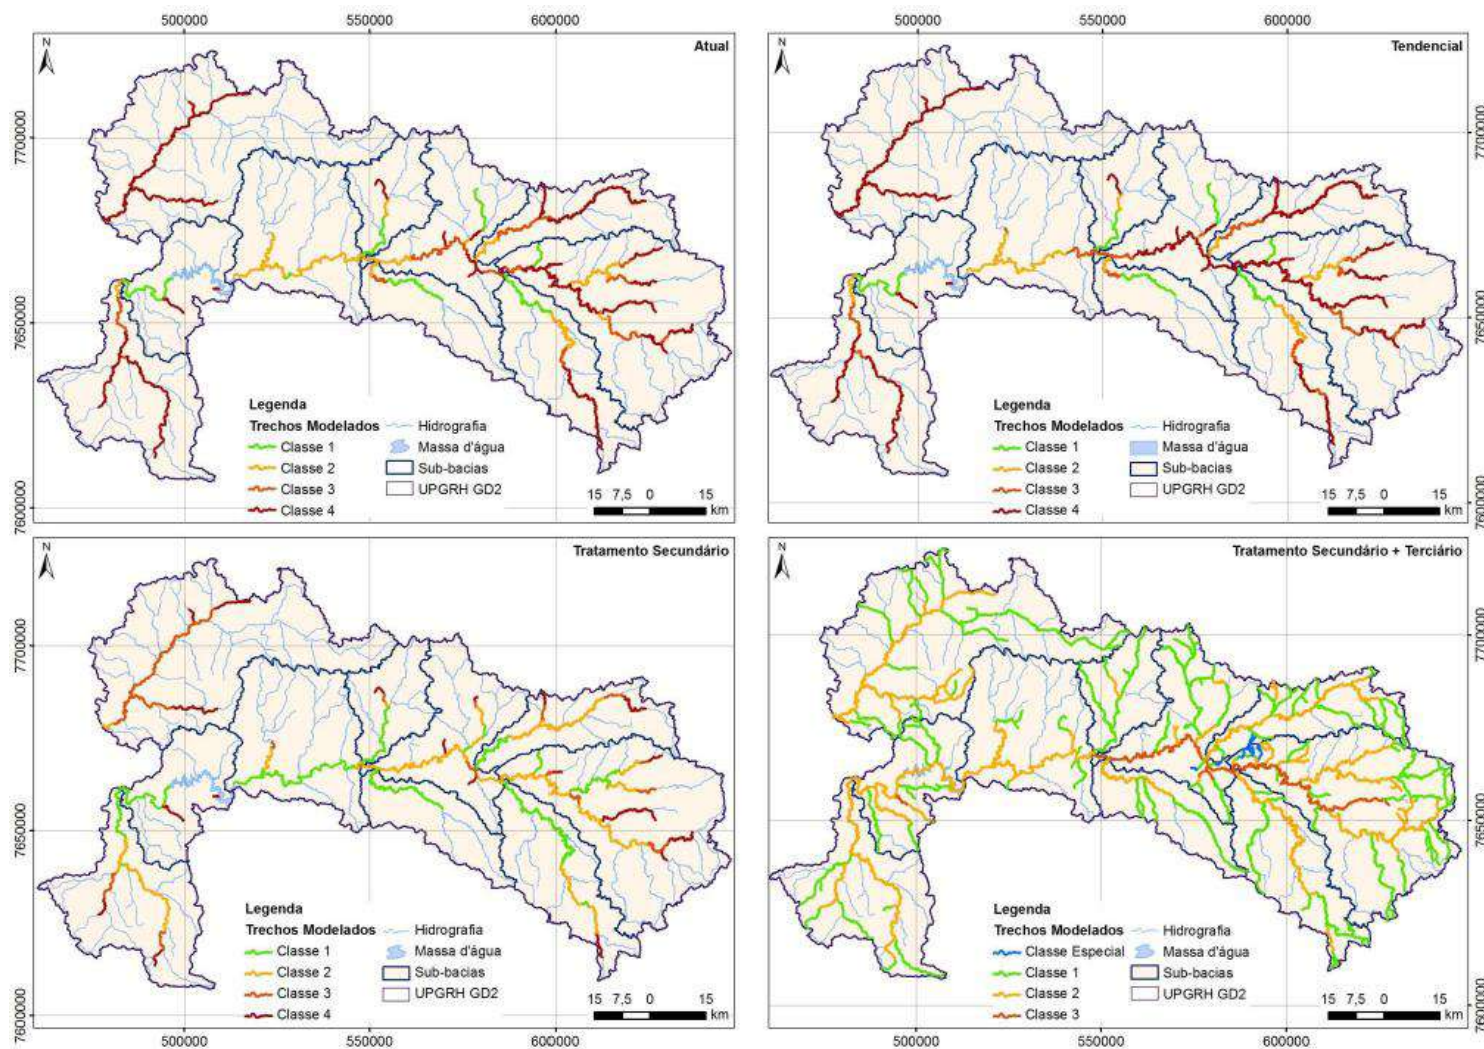 500000 550000 600000
500000 550000 600000
N
Atual
N
Tendencial
7700000
7650000
7600000
7700000
7650000
7600000
Legenda
Trechos Modelados
Classe 1
Classe 2
Classe 3
Classe 4
Hidrografia
Massa d'água
Sub-bacias
UPGRH GD2
15 7,5 0 15
km
Legenda
Trechos Modelados
Classe 1
Classe 2
Classe 3
Classe 4
Hidrografia
Massa d'água
Sub-bacias
UPGRH GD2
15 7,5 0 15
km
N
Tratamento Secundário
N
Tratamento Secundário + Terciário
7700000
7650000
7600000
7700000
7650000
7600000
Legenda
Trechos Modelados
Classe 1
Classe 2
Classe 3
Classe 4
Hidrografia
Massa d'água
Sub-bacias
UPGRH GD2
15 7,5 0 15
km
Legenda
Trechos Modelados
Classe Especial
Classe 1
Classe 2
Classe 3
Hidrografia
Massa d'água
Sub-bacias
UPGRH GD2
15 7,5 0 15
km
500000 550000 600000
500000 550000 600000